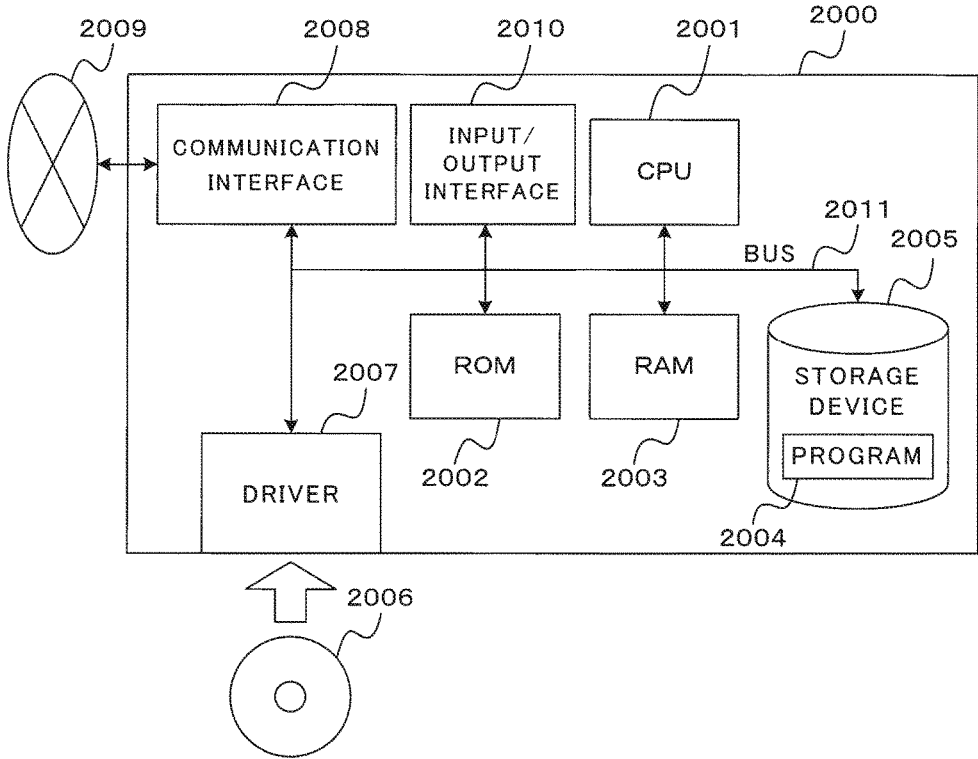 2009
2008
2010
2001
2000
COMMUNICATION
INTERFACE
INPUT/
OUTPUT
INTERFACE
CPU
2011
BUS
2005
2007
ROM
RAM
STORAGE
DEVICE
PROGRAM
DRIVER
2002
2003
2004
2006